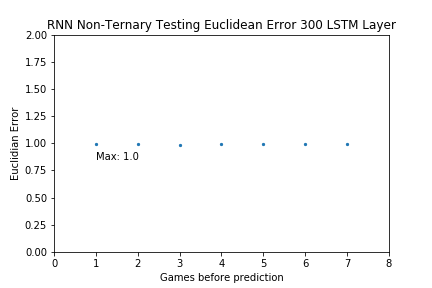 RNN Non-Ternary Testing Euclidean Error 300 LSTM Layer
2.00
1.75
1.50
1.25
1.00
0.75
0.50
0.25
0.00
Euclidian Error
Max: 1.0
0 1 2 3 4 5 6 7 8
Games before prediction